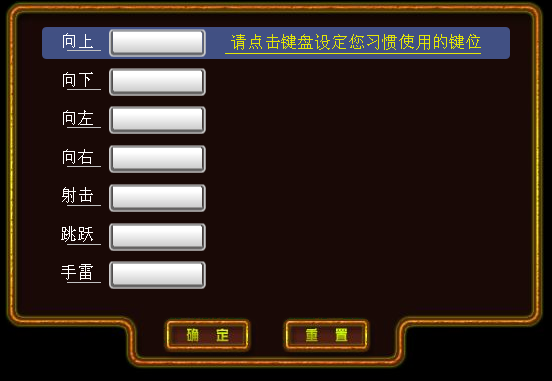 向上 请点击键盘设定您习惯使用的键位
向下
向左
向右
射击
跳跃
手雷
确 定 重 置